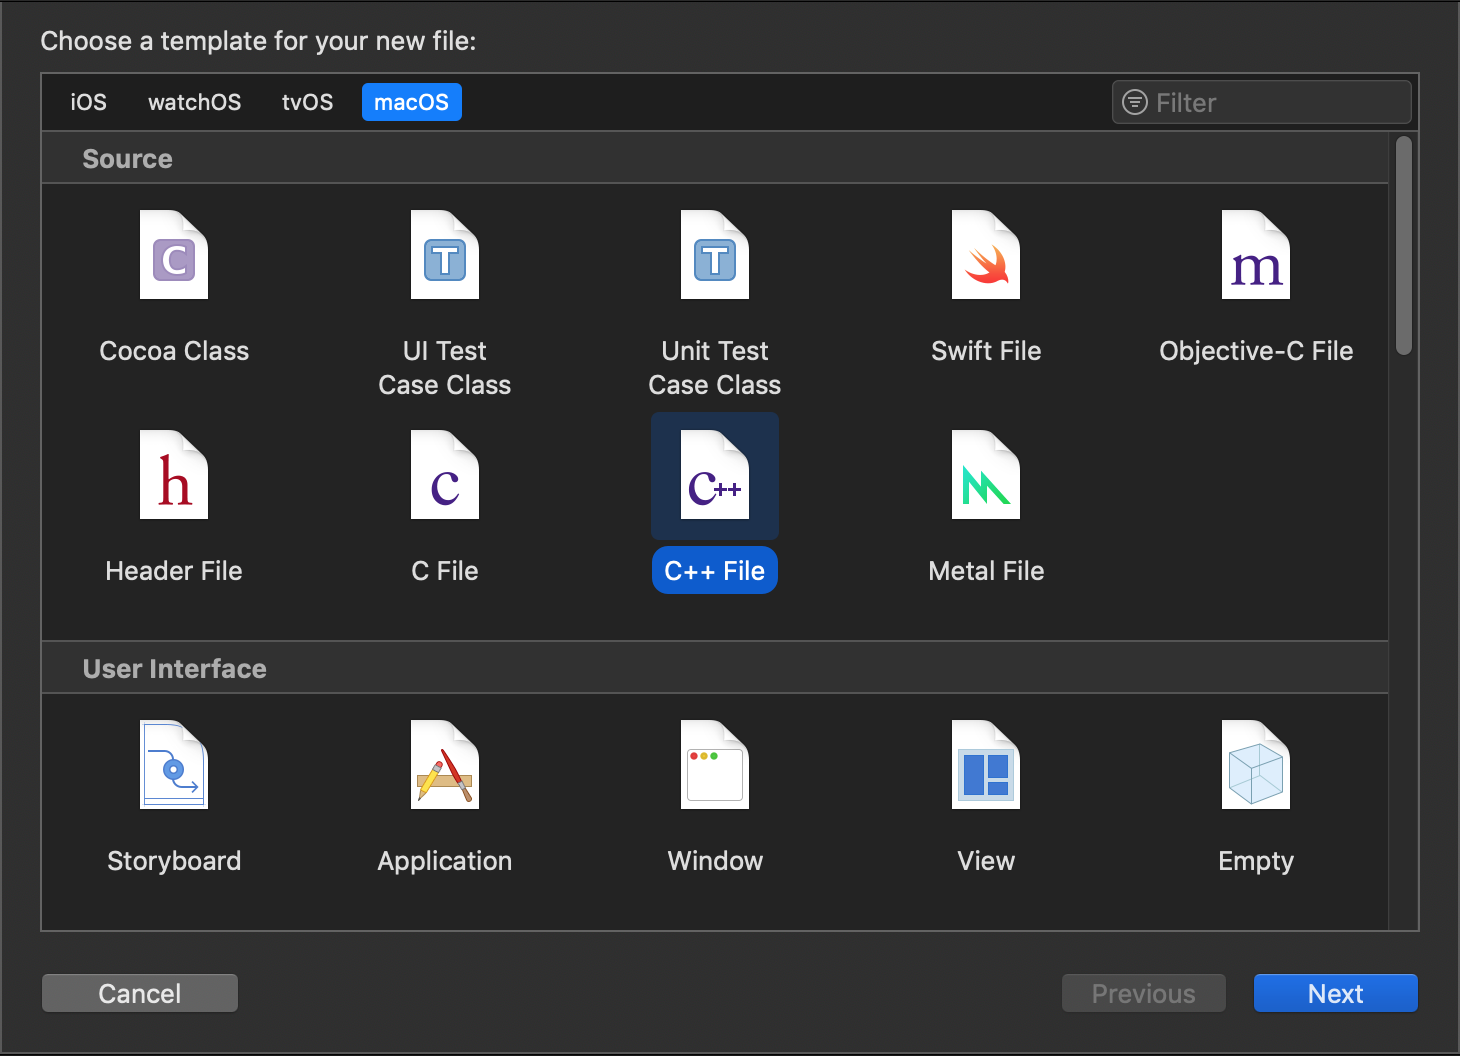 Choose a template for your new file:
iOS watchOS tvOS macOS Filter
Source
C T T m
Cocoa Class UI Test Case Class Unit Test Case Class Swift File Objective-C File
h c c++
Header File C File C++ File Metal File
User Interface
Storyboard Application Window View Empty
Cancel Previous Next